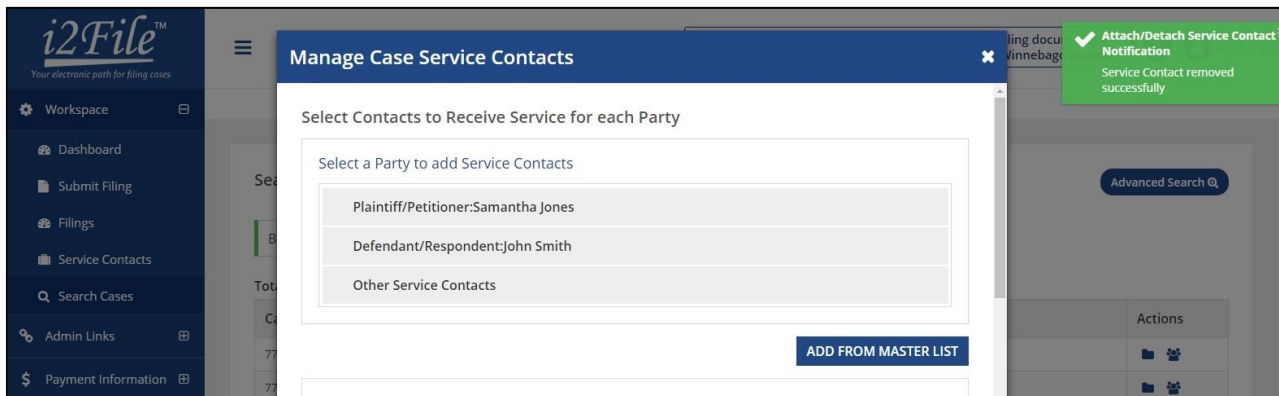 i2File™
Your electronic path for filing cases
Workspace
Dashboard
Submit Filing
Filings
Service Contacts
Search Cases
Admin Links
Payment Information
Manage Case Service Contacts
Select Contacts to Receive Service for each Party
Select a Party to add Service Contacts
Plaintiff/Petitioner:Samantha Jones
Defendant/Respondent:John Smith
Other Service Contacts
ADD FROM MASTER LIST
Attach/Detach Service Contact
Notification
Service Contact removed
successfully
Advanced Search
Actions
77
77